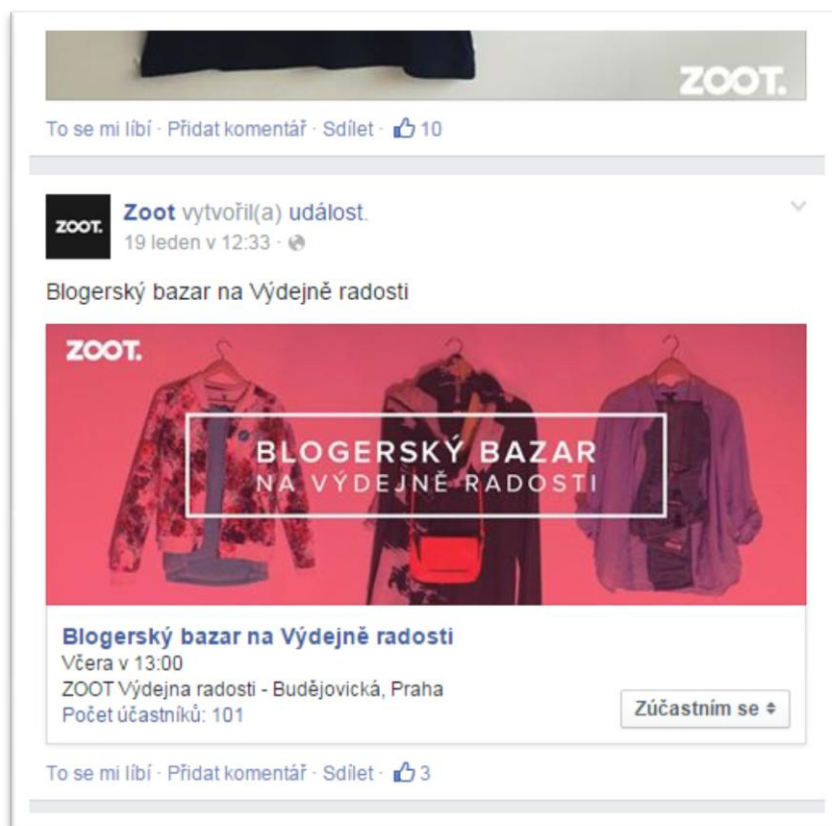 ZOOT.
To se mi líbí · Přidat komentář · Sdílet · 10
ZOOT.
Zoot vytvořil(a) událost.
19 leden v 12:33 ·
Blogerský bazar na Výdejně radosti
ZOOT.
BLOGERSKÝ BAZAR
NA VÝDEJNĚ RADOSTI
Blogerský bazar na Výdejně radosti
Včera v 13:00
ZOOT Výdejna radosti - Budějovická, Praha
Počet účastníků: 101
Zúčastním se
To se mi líbí · Přidat komentář · Sdílet · 3